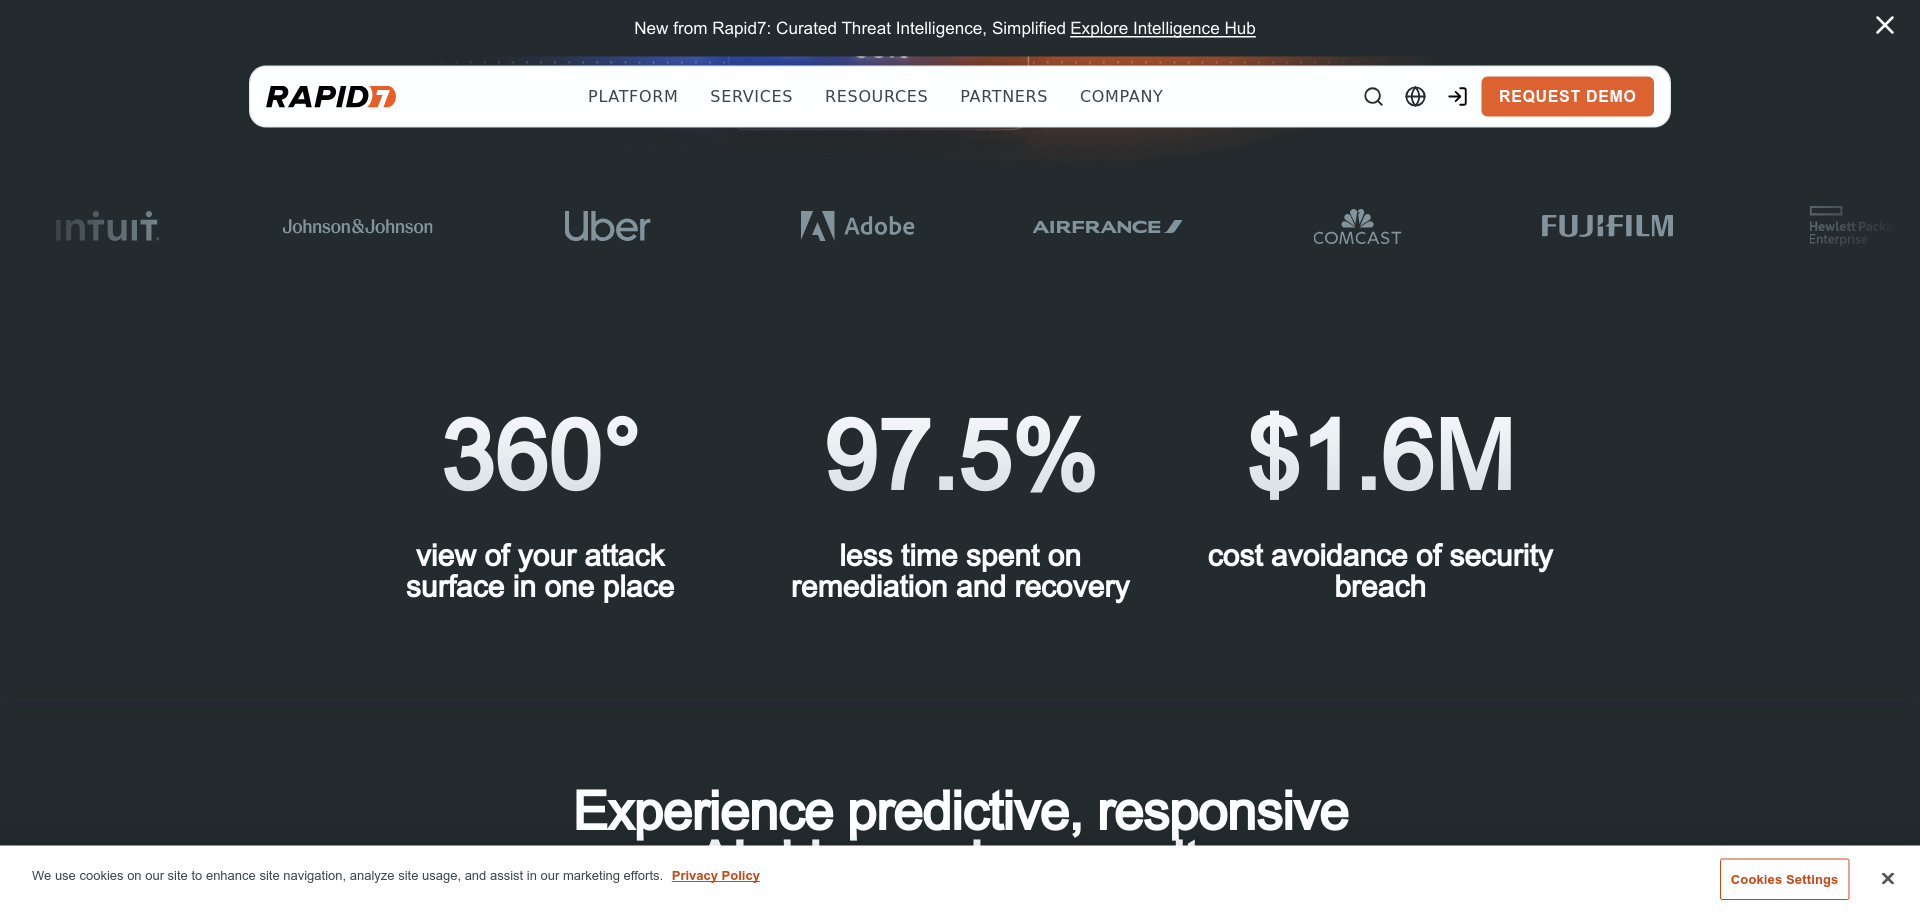 New from Rapid7: Curated Threat Intelligence, Simplified Explore Intelligence Hub
RAPID7
PLATFORM SERVICES RESOURCES PARTNERS COMPANY
REQUEST DEMO
intuit.
Johnson&Johnson
Uber
Adobe
AIRFRANCE
COMCAST
FUJIFILM
Hewlett
Enterprise
360°
view of your attack
surface in one place
97.5%
less time spent on
remediation and recovery
$1.6M
cost avoidance of security
breach
Experience predictive, responsive
We use cookies on our site to enhance site navigation, analyze site usage, and assist in our marketing efforts. Privacy Policy
Cookies Settings